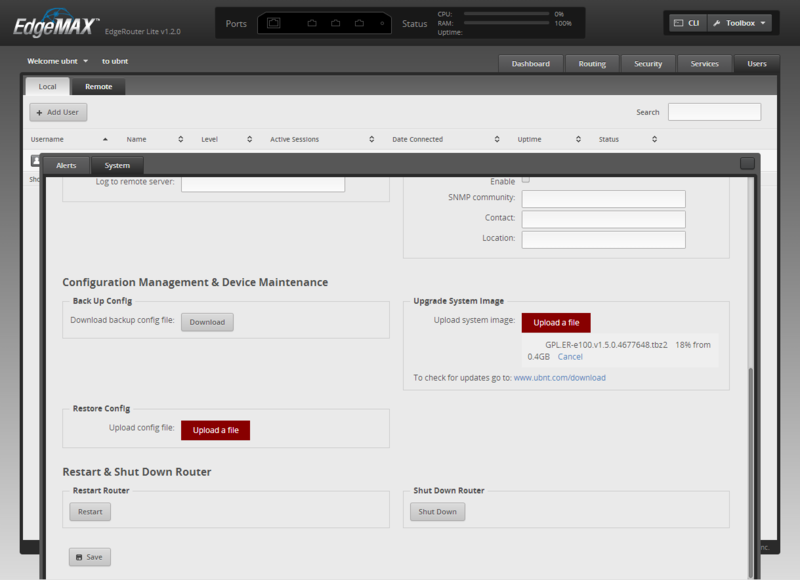 EdgeMAX™ EdgeRouter Lite v1.2.0
Ports
Status
CPU: 0%
RAM: 100%
Uptime:
CLI
Toolbox
Welcome ubnt to ubnt
Dashboard Routing Security Services Users
Local Remote
+ Add User
Search
Username Name Level Active Sessions Date Connected Uptime Status
Alerts System
Log to remote server:
Enable
SNMP community:
Contact:
Location:
Configuration Management & Device Maintenance
Back Up Config
Download backup config file: Download
Upgrade System Image
Upload system image: Upload a file
GPL.ER-e100.v1.5.0.4677648.tbz2 18% from
0.4GB Cancel
To check for updates go to: www.ubnt.com/download
Restore Config
Upload config file: Upload a file
Restart & Shut Down Router
Restart Router
Restart
Shut Down Router
Shut Down
Save